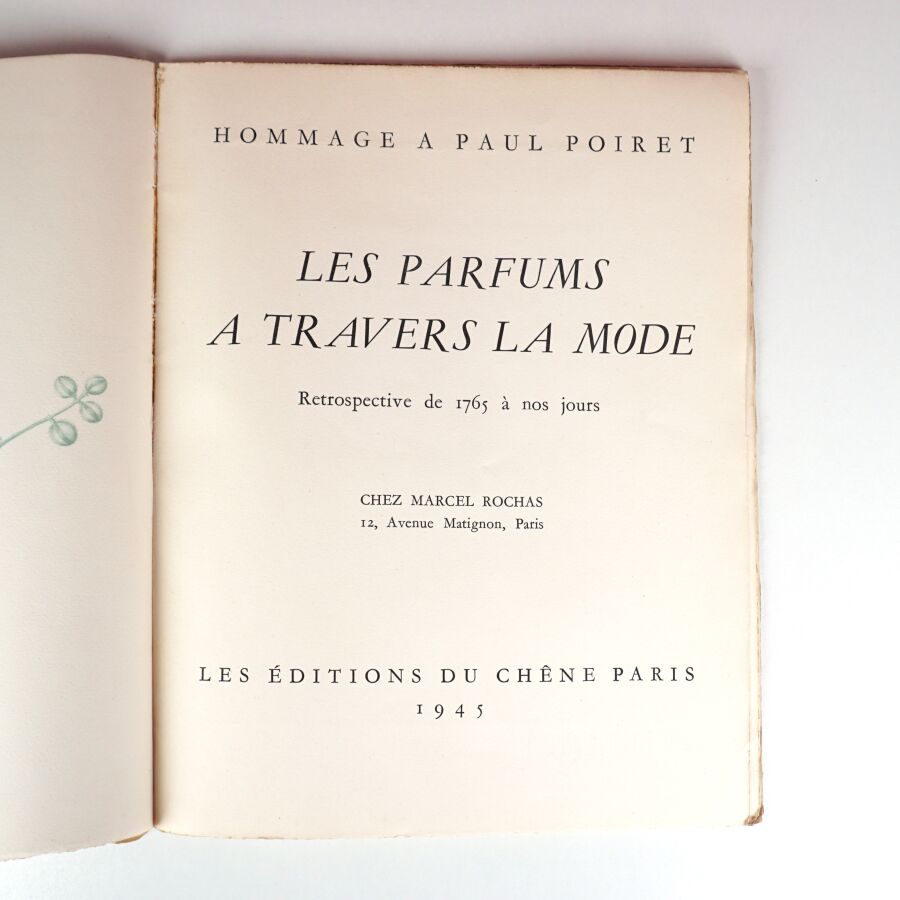 HOMMAGE A PAUL POIRET
LES PARFUMS
A TRAVERS LA MODE
Retrospective de 1765 à nos jours
CHEZ MARCEL ROCHAS
12, Avenue Matignon, Paris
LES ÉDITIONS DU CHÊNE PARIS
1945